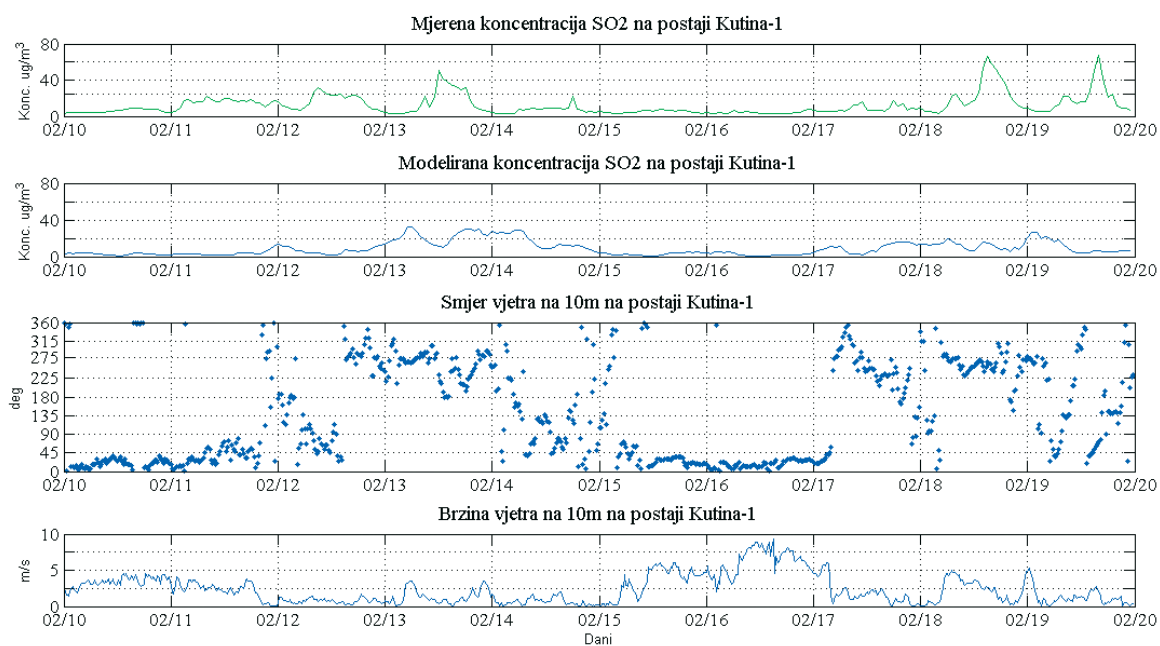 Mjerena koncentracija SO2 na postaji Kutina-1
Konc. ug/m³
80
40
0
02/10 02/11 02/12 02/13 02/14 02/15 02/16 02/17 02/18 02/19 02/20
Modelirana koncentracija SO2 na postaji Kutina-1
Konc. ug/m³
80
40
0
02/10 02/11 02/12 02/13 02/14 02/15 02/16 02/17 02/18 02/19 02/20
Smjer vjetra na 10m na postaji Kutina-1
deg
360
315
275
225
180
135
90
45
0
02/10 02/11 02/12 02/13 02/14 02/15 02/16 02/17 02/18 02/19 02/20
Brzina vjetra na 10m na postaji Kutina-1
m/s
10
5
0
02/10 02/11 02/12 02/13 02/14 02/15 02/16 02/17 02/18 02/19 02/20
Dani